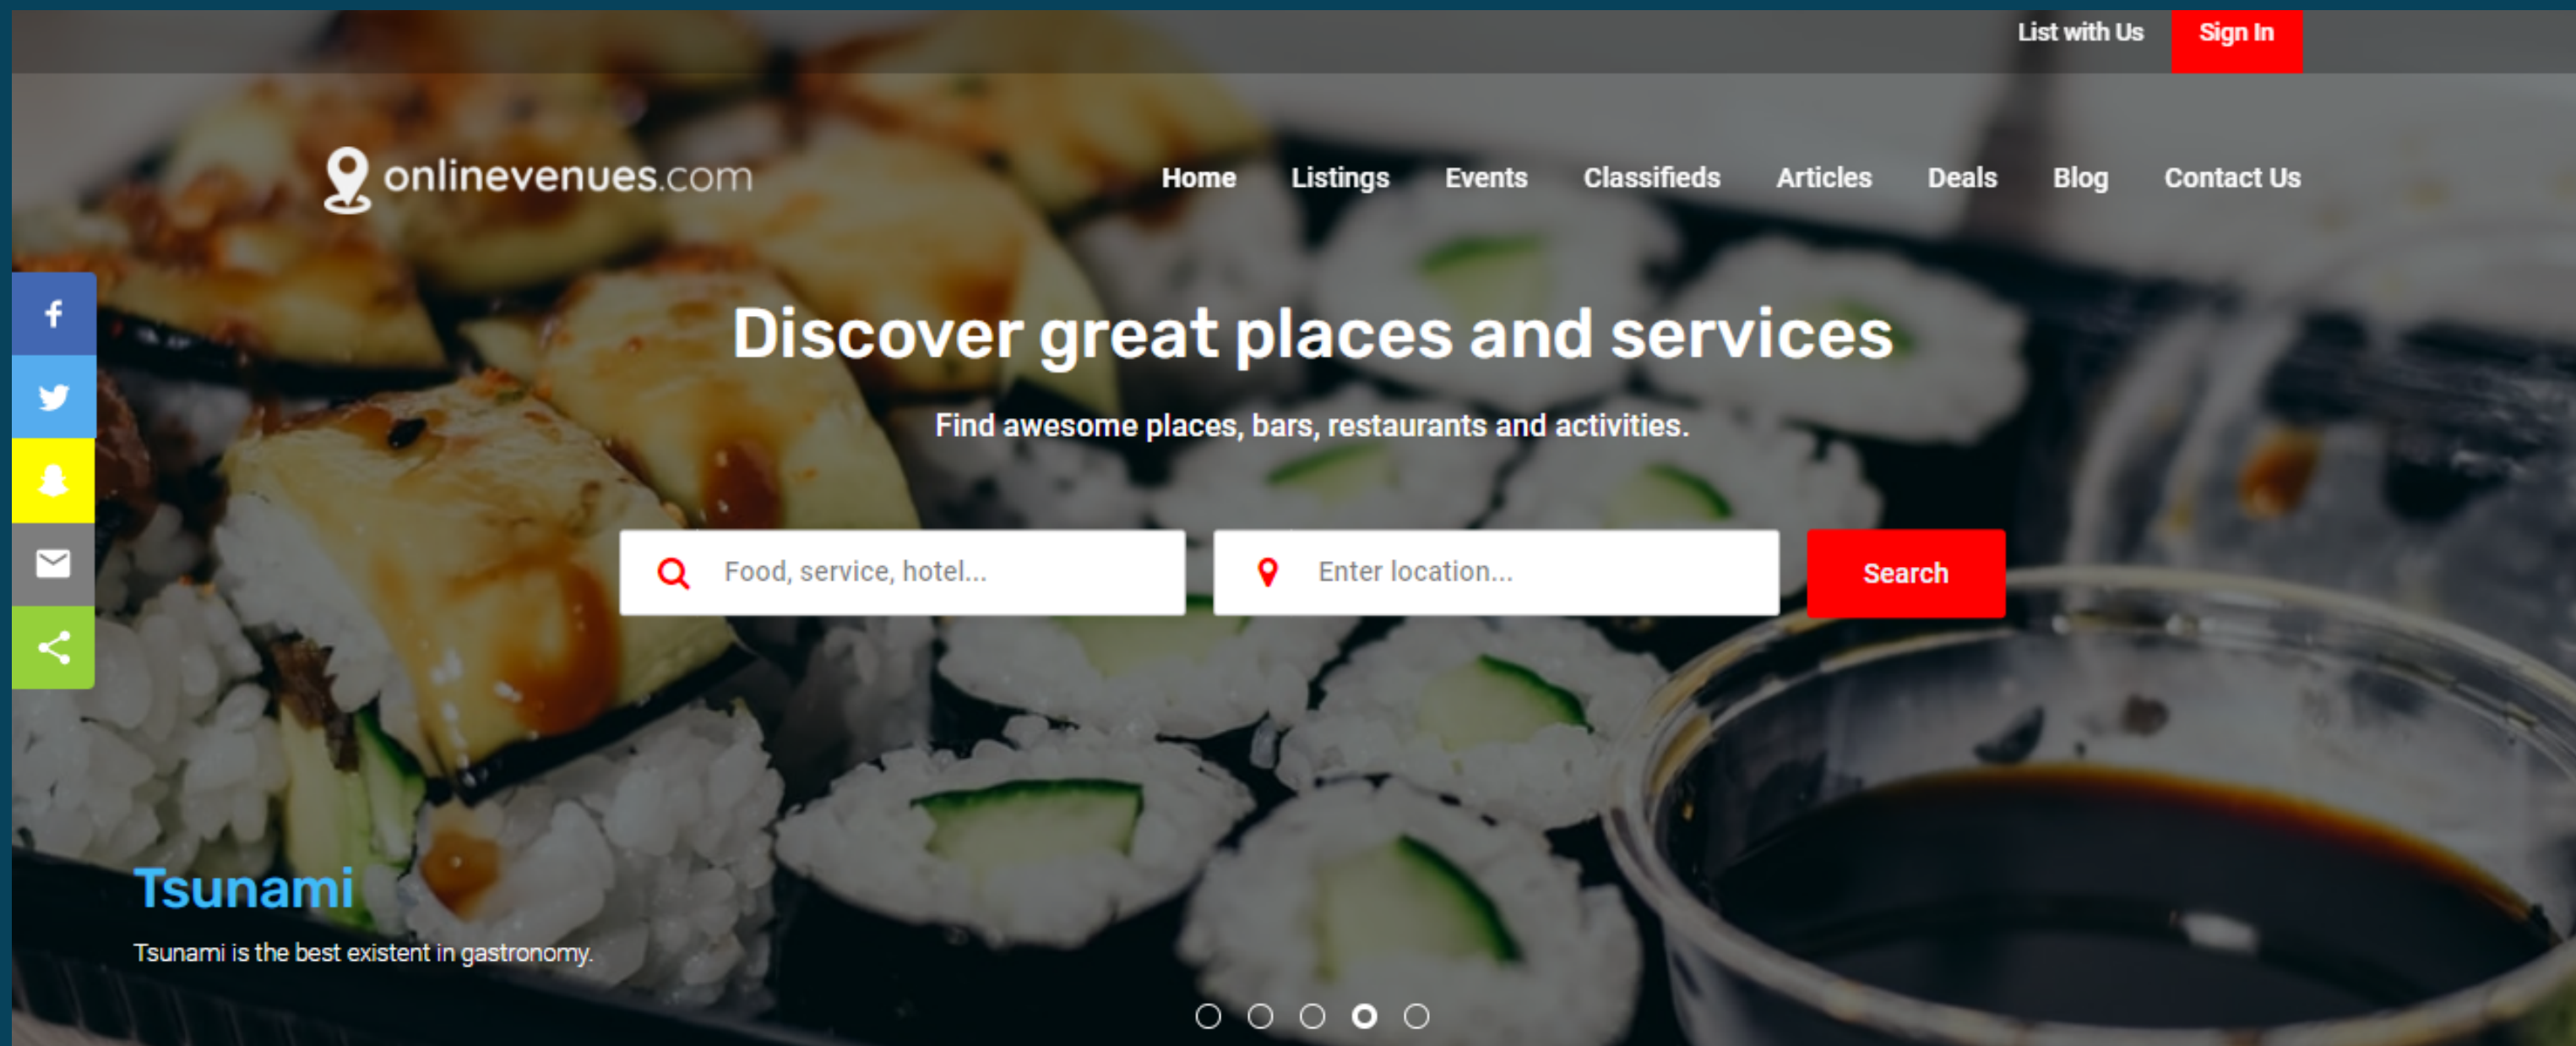 List with Us Sign In
onlinevenues.com Home Listings Events Classifieds Articles Deals Blog Contact Us
Discover great places and services
Find awesome places, bars, restaurants and activities.
Food, service, hotel... Enter location... Search
Tsunami
Tsunami is the best existent in gastronomy.